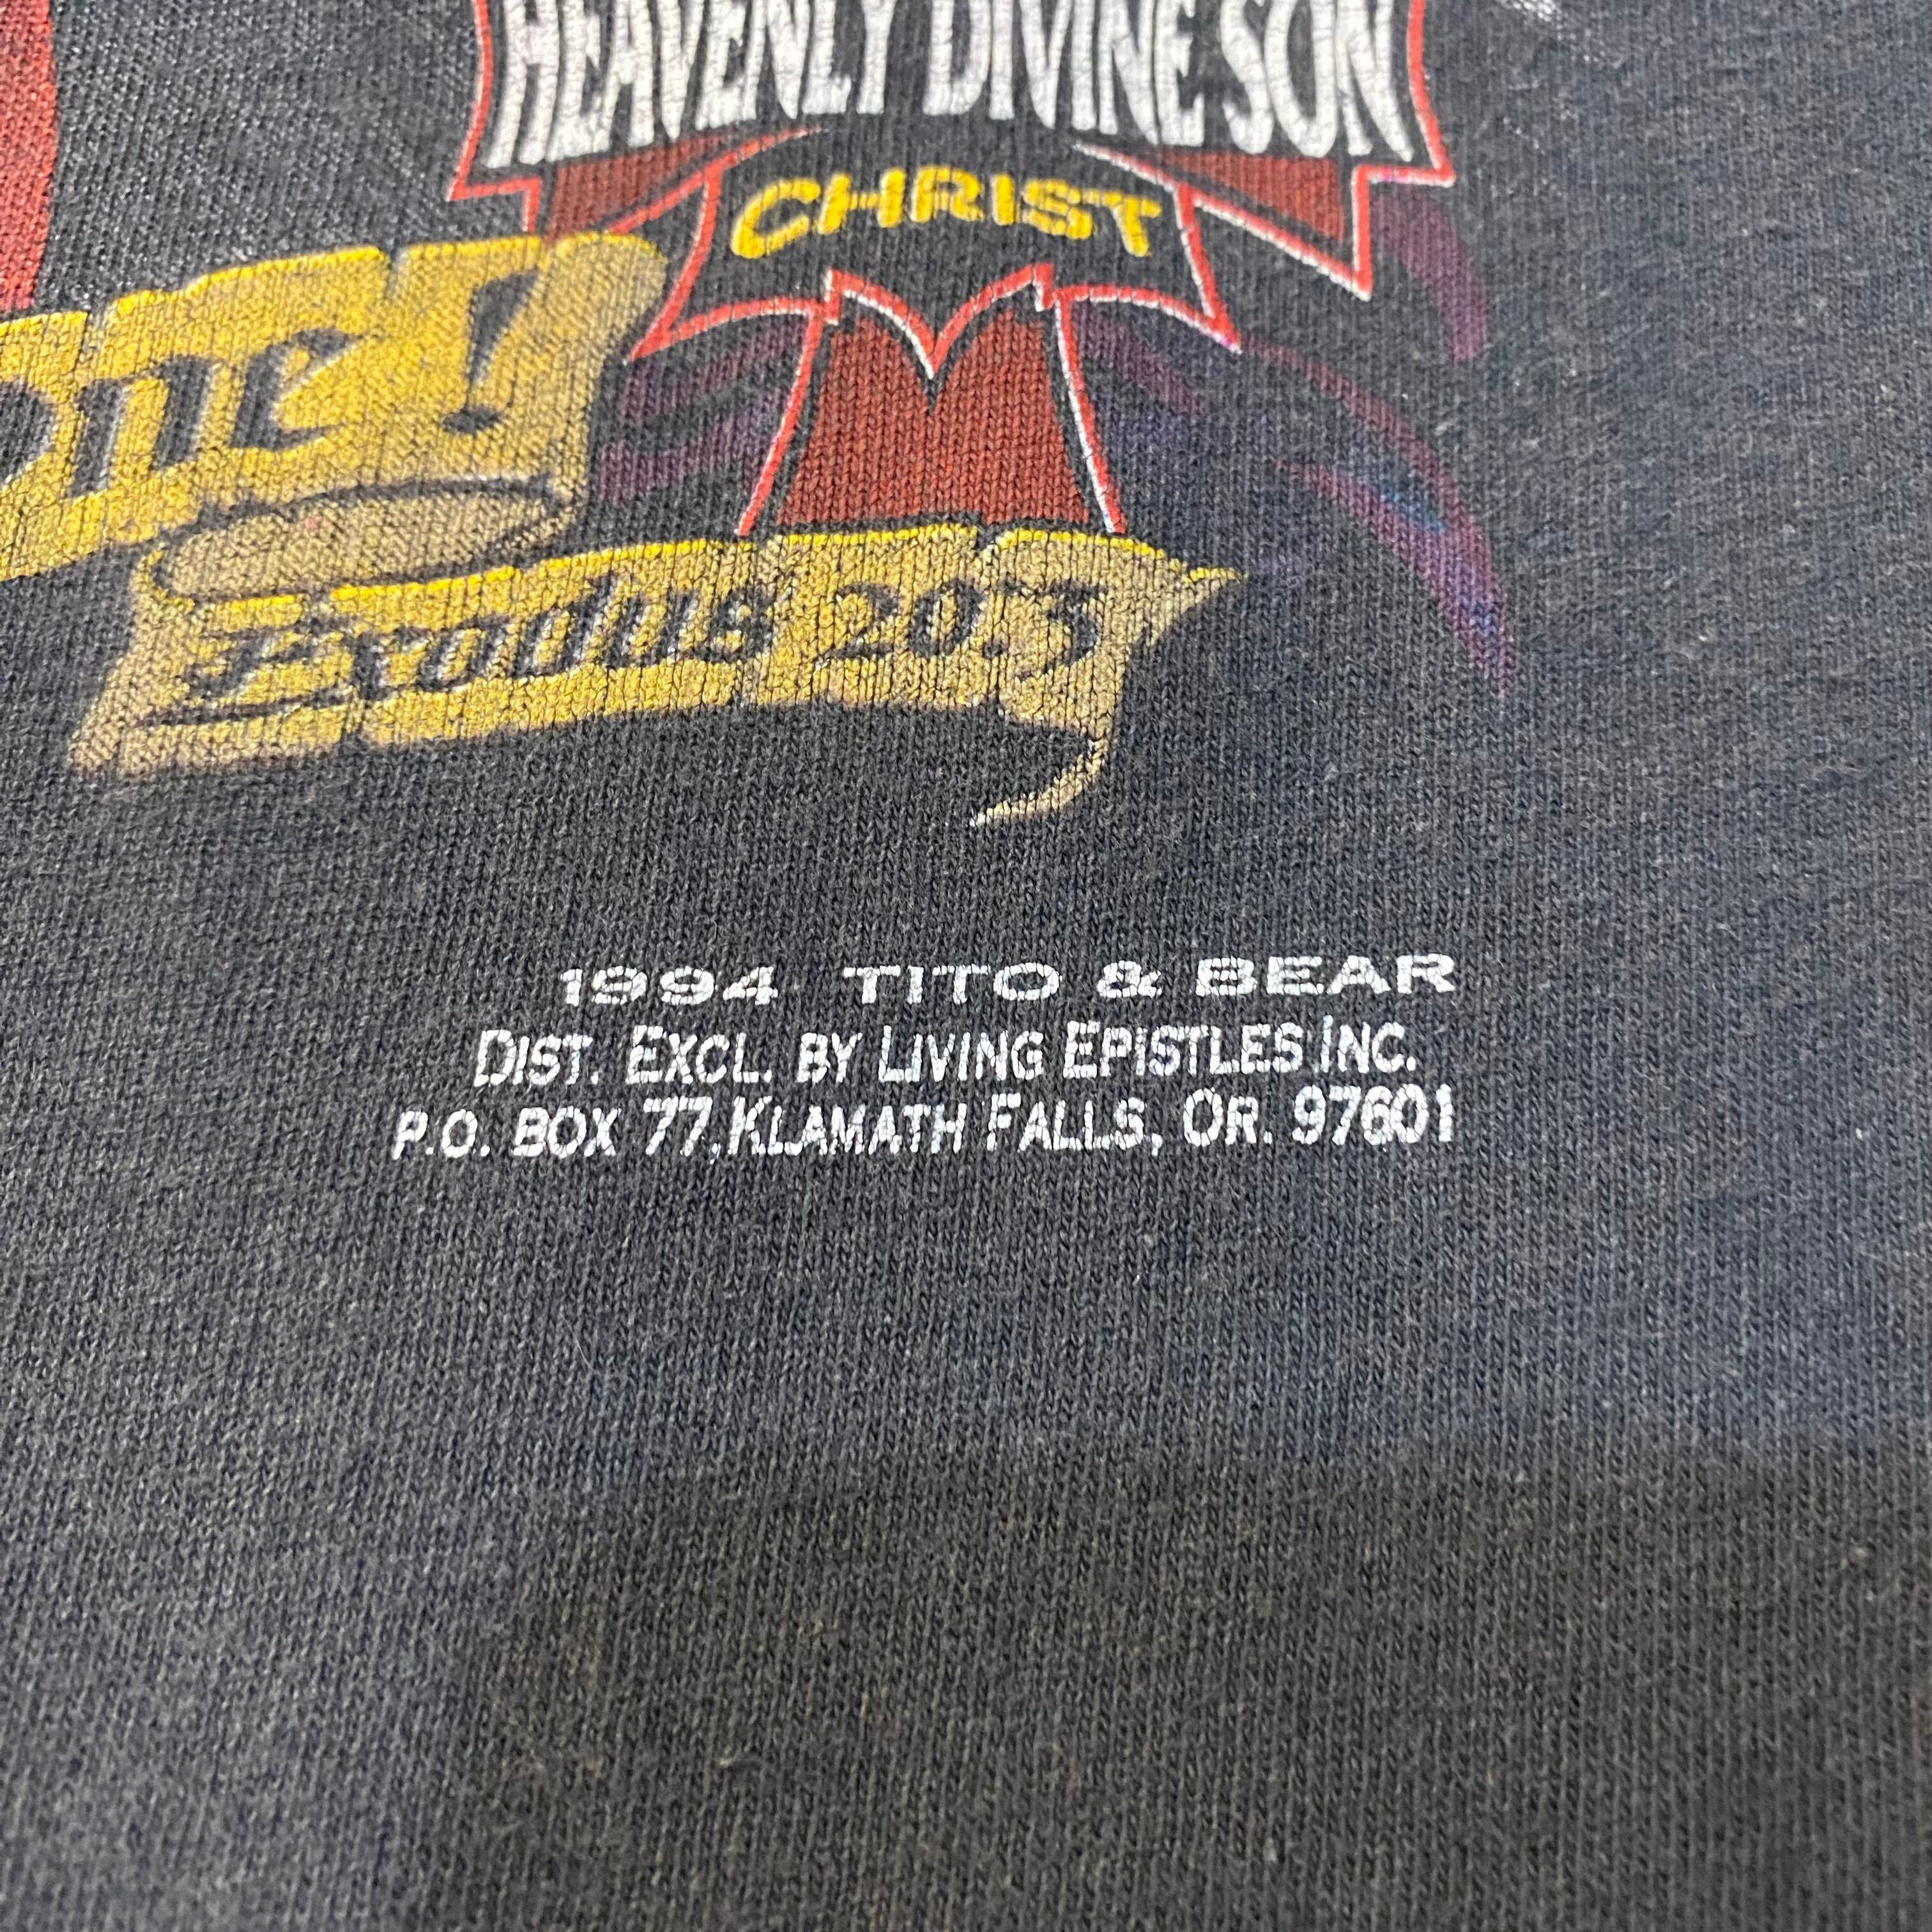 HEAVENLY DIVINE SON
CHRIST
Exodus 20:3
1994 TITO & BEAR
DIST. EXCL. BY LIVING EPISTLES INC.
P.O. BOX 77, KLAMATH FALLS, OR. 97601